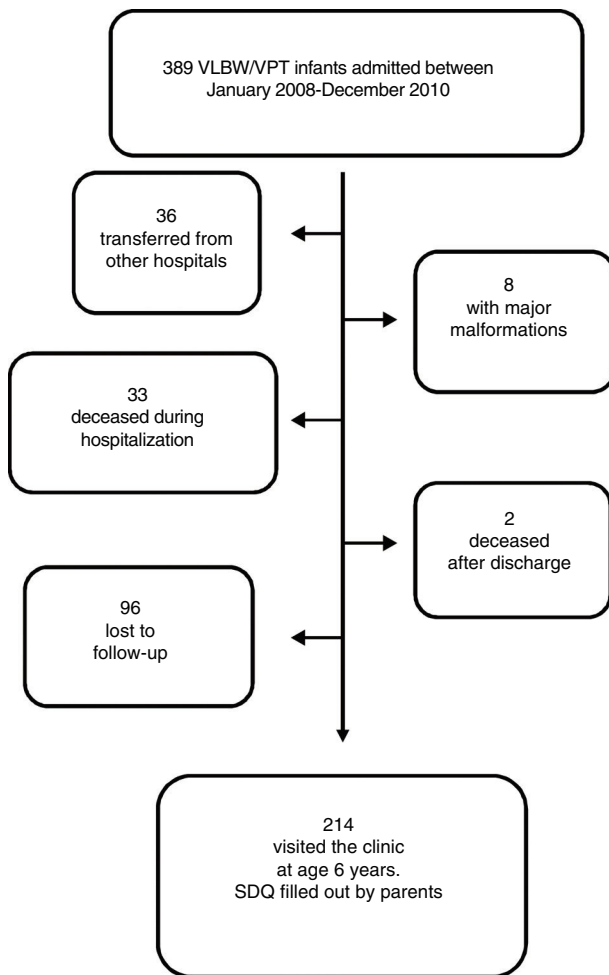 389 VLBW/VPT infants admitted between
January 2008-December 2010
36
transferred from
other hospitals
8
with major
malformations
33
deceased during
hospitalization
2
deceased
after discharge
96
lost to
follow-up
214
visited the clinic
at age 6 years.
SDQ filled out by parents